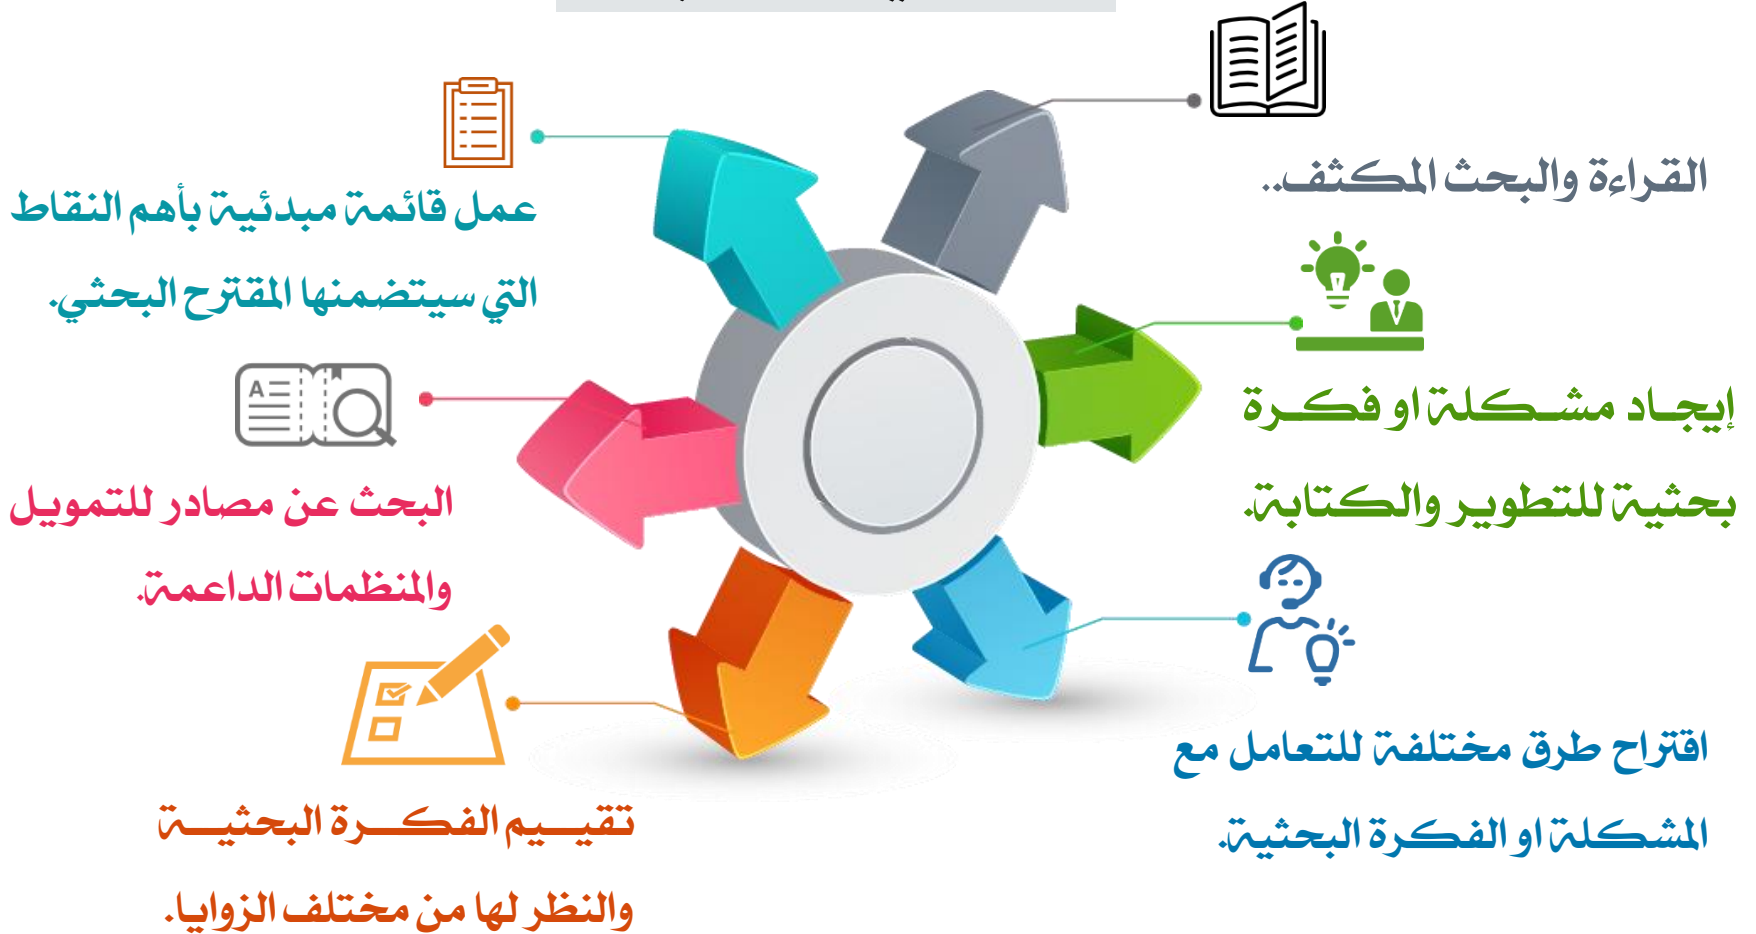 القراءة والبحث المكثف..
إيجاد مشكلة او فكرة
بحثية للتطوير والكتابة.
اقتراح طرق مختلفة للتعامل مع
المشكلة او الفكرة البحثية.
تقييم الفكرة البحثية
والنظر لها من مختلف الزوايا.
البحث عن مصادر للتمويل
والمنظمات الداعمة.
عمل قائمة مبدئية بأهم النقاط
التي سيتضمنها المقترح البحثي.
A